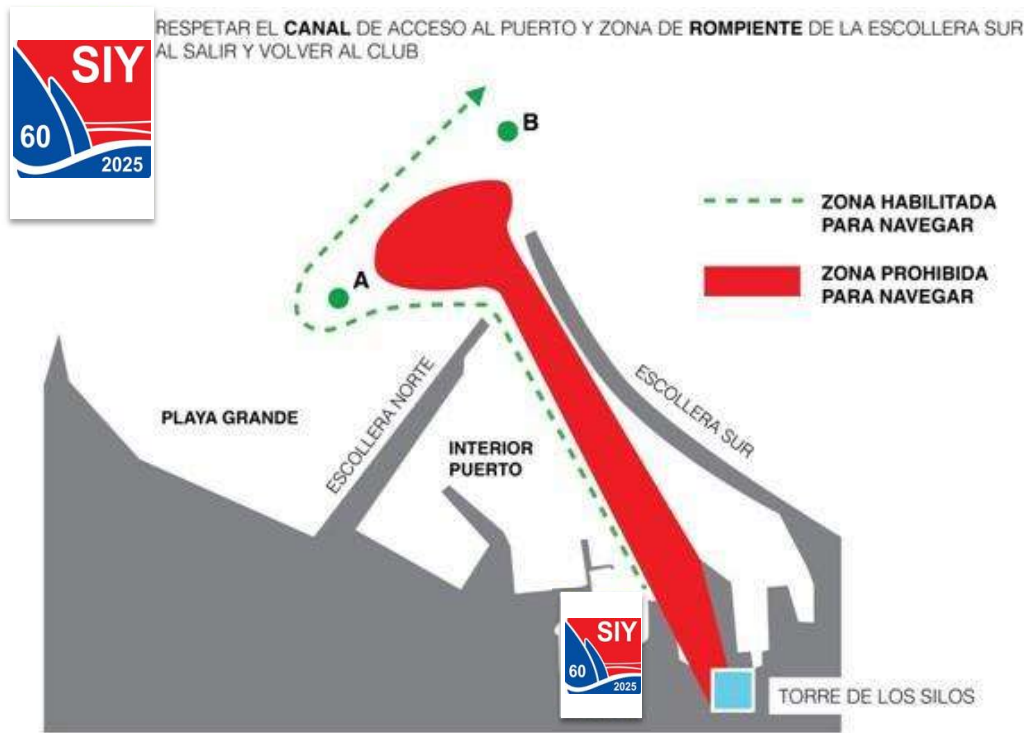 RESPETAR EL CANAL DE ACCESO AL PUERTO Y ZONA DE ROMPIENTE DE LA ESCOLLERA SUR
AL SALIR Y VOLVER AL CLUB
SIY
60
2025
B
ZONA HABILITADA
PARA NAVEGAR
A
ZONA PROHIBIDA
PARA NAVEGAR
PLAYA GRANDE
ESCOLLERA NORTE
ESCOLLERA SUR
INTERIOR
PUERTO
SIY
60
2025
TORRE DE LOS SILOS